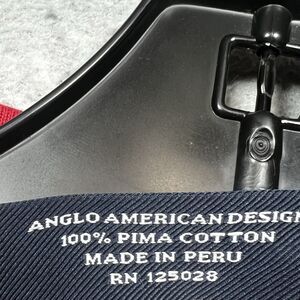 ANGLO AMERICAN DESIGN
100% PIMA COTTON
MADE IN PERU
RN 125028